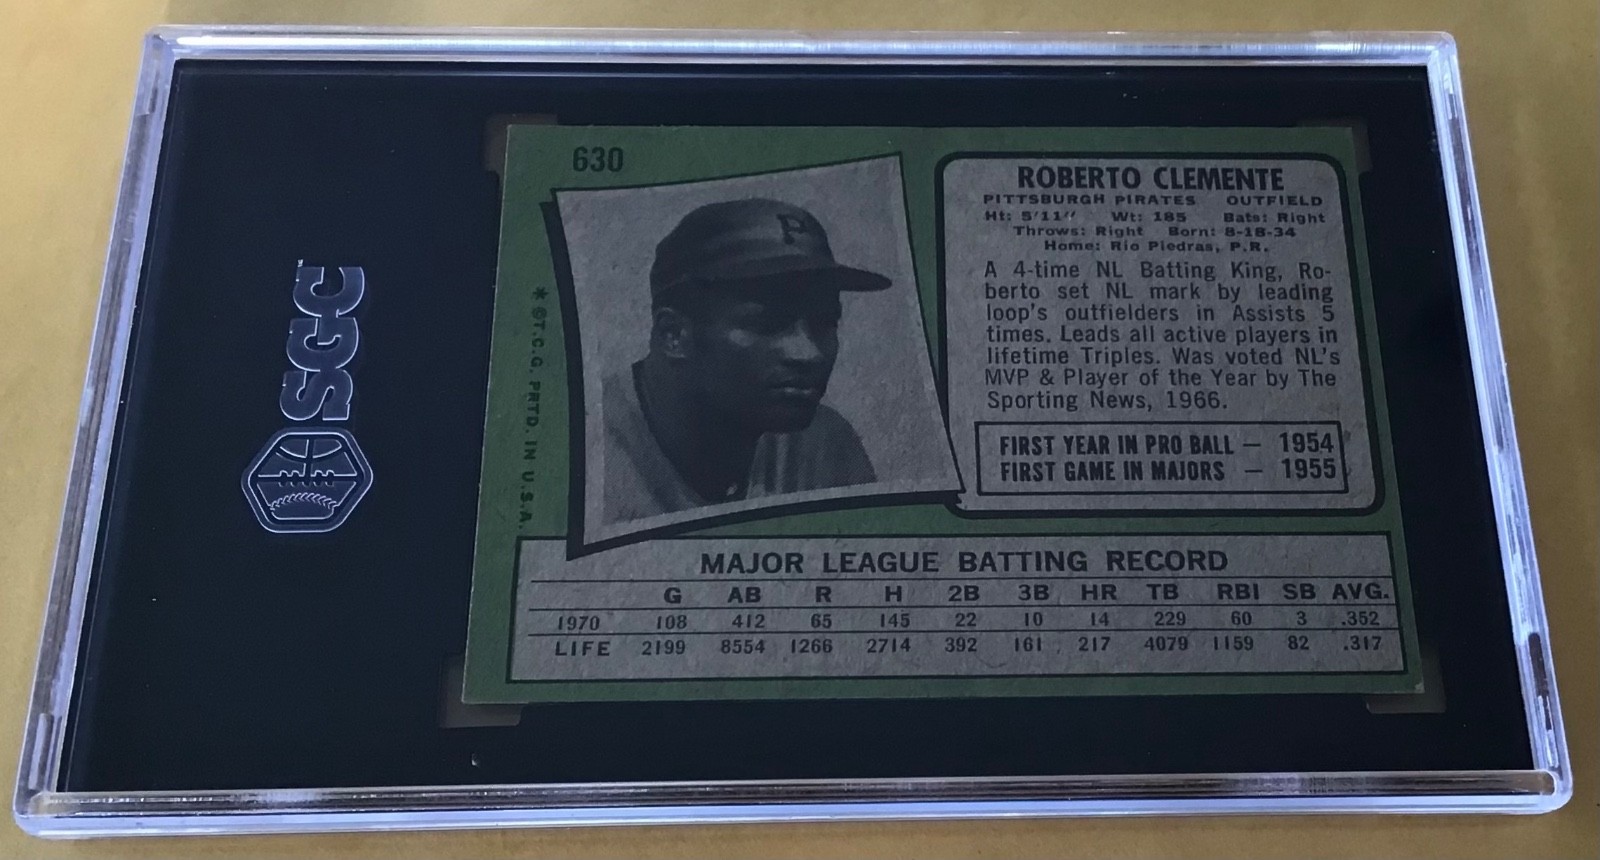 SGC
630
P
* ©T.C.G. PRTD. IN U.S.A.
ROBERTO CLEMENTE
PITTSBURGH PIRATES OUTFIELD
Ht: 5'11" Wt: 185 Bats: Right
Throws: Right Born: 8-18-34
Home: Rio Piedras, P.R.
A 4-time NL Batting King, Ro-
berto set NL mark by leading
loop's outfielders in Assists 5
times. Leads all active players in
lifetime Triples. Was voted NL's
MVP & Player of the Year by The
Sporting News, 1966.
FIRST YEAR IN PRO BALL — 1954
FIRST GAME IN MAJORS — 1955
MAJOR LEAGUE BATTING RECORD
G AB R H 2B 3B HR TB RBI SB AVG.
1970 108 412 65 145 22 10 14 229 60 3 .352
LIFE 2199 8554 1266 2714 392 161 217 4079 1159 82 .317